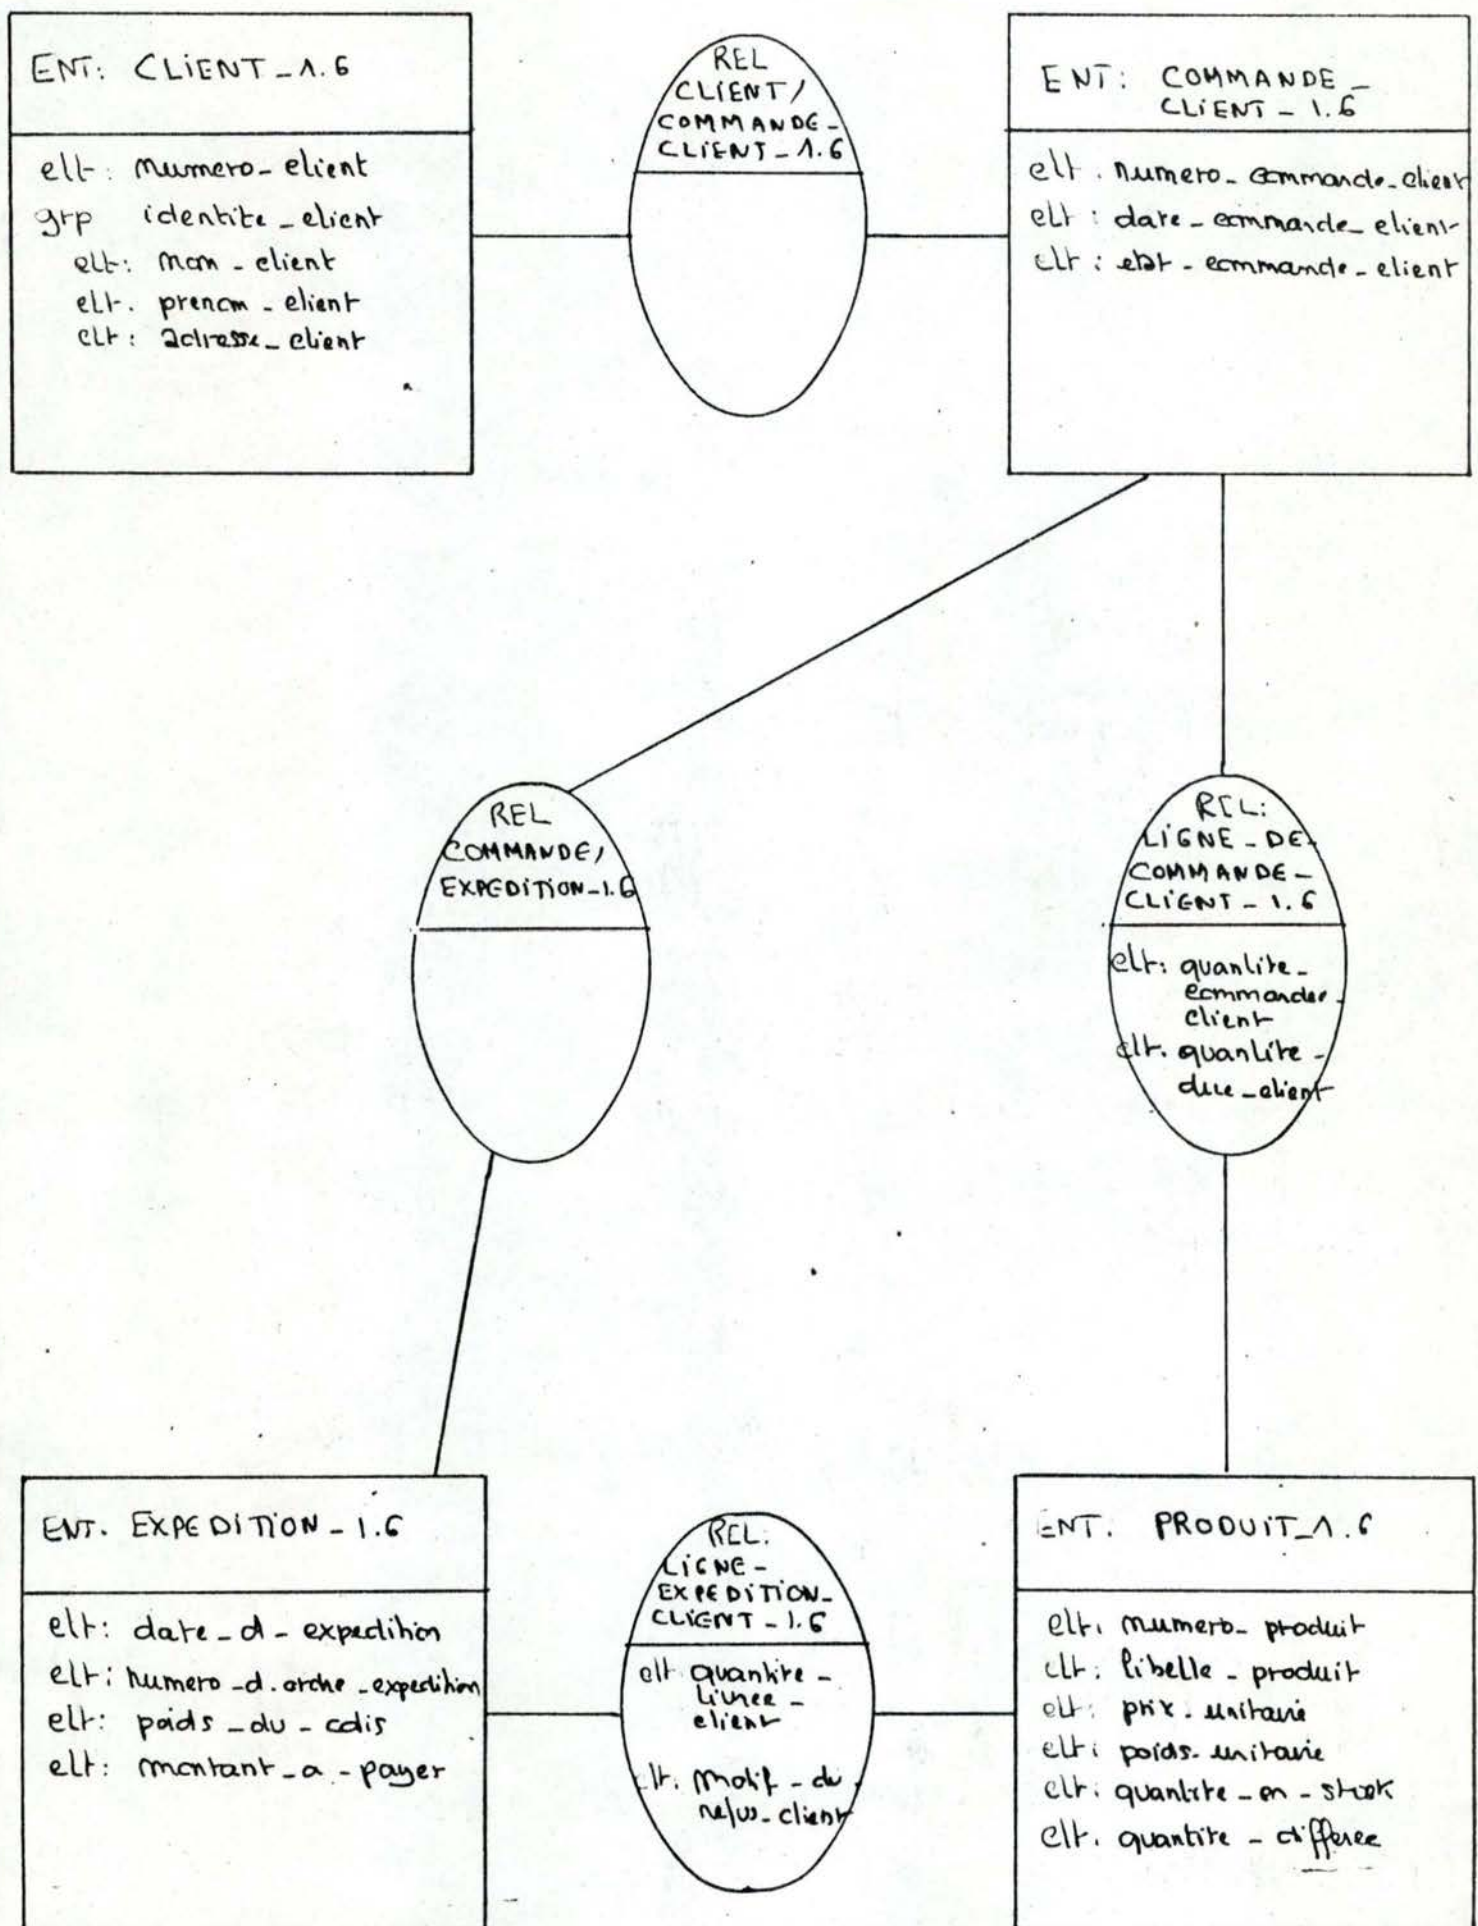 ENT: CLIENT_1.6
elt: numero_client
grp identite_client
elt: nom_client
elt. prenom_client
elt: adresse_client
REL
CLIENT/
COMMANDE_
CLIENT_1.6
ENT: COMMANDE_
CLIENT_1.6
elt. numero_commande_client
elt: date_commande_client
elt: etat_commande_client
REL
COMMANDE/
EXPEDITION_1.6
REL:
LIGNE_DE_
COMMANDE_
CLIENT_1.6
elt: quantite_
commandee_
client
elt. quantite_
due_client
ENT. EXPEDITION_1.6
elt: date_d_expedition
elt: numero_d.ordre_expedition
elt: poids_du_colis
elt: montant_a_payer
REL:
LIGNE_
EXPEDITION_
CLIENT_1.6
elt. quantite_
livree_
client
elt. motif_du_
refus_client
ENT. PRODUIT_1.6
elt. numero_produit
elt: libelle_produit
elt: prix_unitaire
elt: poids_unitaire
elt: quantite_en_stock
elt. quantite_differee